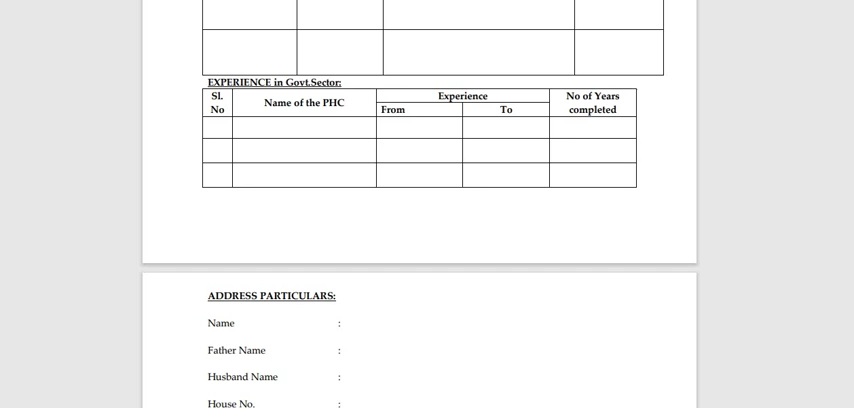 EXPERIENCE in Govt.Sector:
Sl. No Name of the PHC Experience No of Years completed
From To
ADDRESS PARTICULARS:
Name :
Father Name :
Husband Name :
House No. :